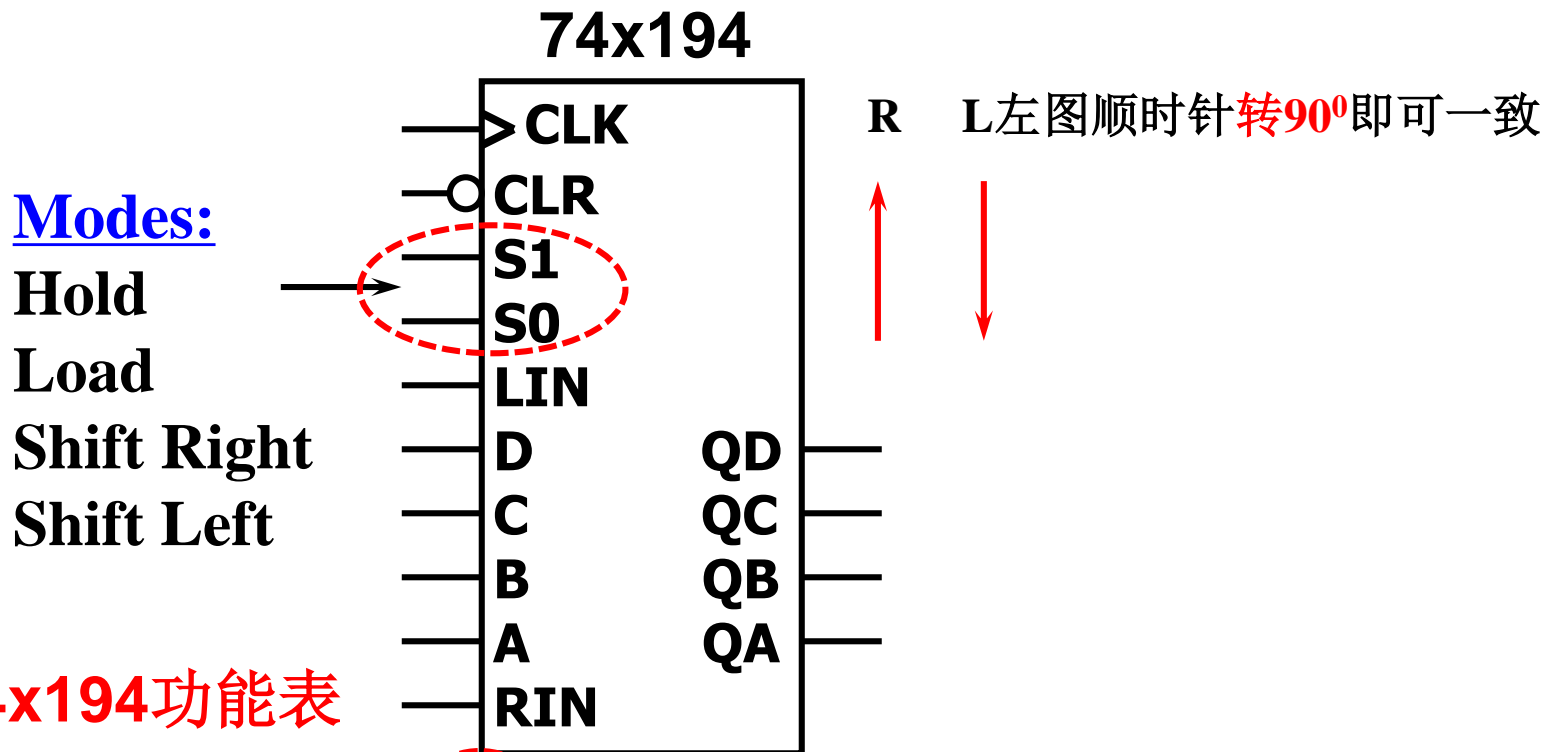 74x194
R L左图顺时针转90⁰即可一致
CLK
CLR
Modes:
S1
Hold
S0
Load
LIN
Shift Right
D QD
Shift Left
C QC
B QB
A QA
x194功能表
RIN